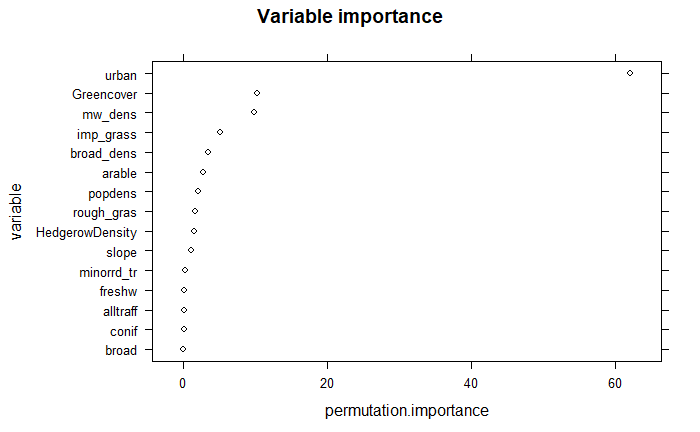 Variable importance
urban
Greencover
mw_dens
imp_grass
broad_dens
arable
popdens
rough_gras
HedgerowDensity
slope
minorrd_tr
freshw
alltraff
conif
broad
variable
0 20 40 60
permutation.importance